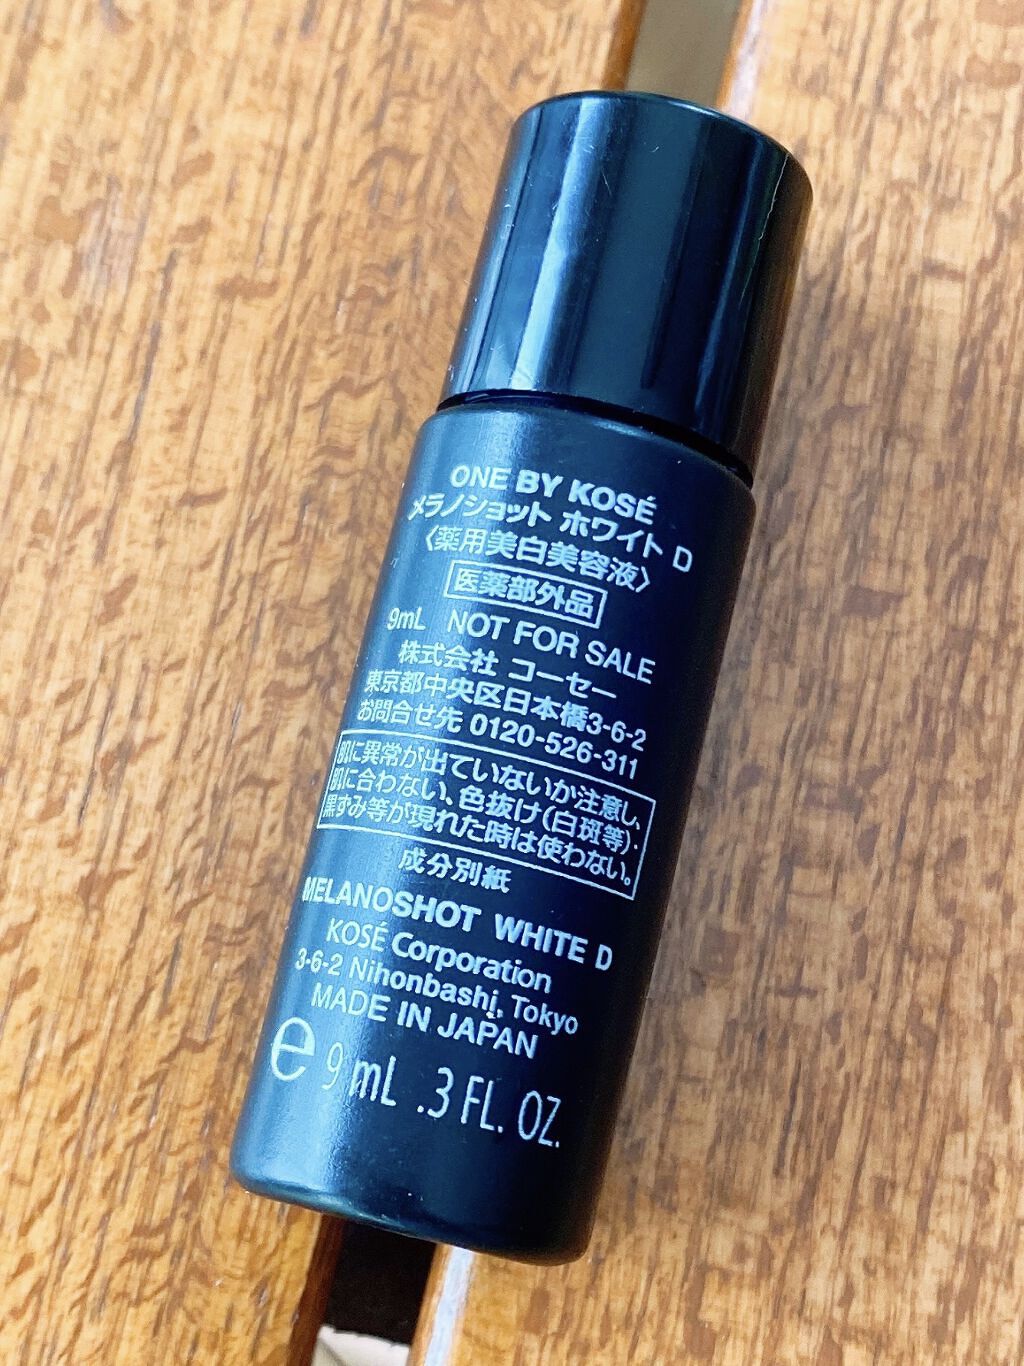 ONE BY KOSÉ
メラノショット ホワイト D
〈薬用美白美容液〉
医薬部外品
9mL NOT FOR SALE
株式会社 コーセー
東京都中央区日本橋3-6-2
お問合せ先 0120-526-311
肌に異常が出ていないか注意し、
肌に合わない、色抜け(白斑等)・
黒ずみ等が現れた時は使わない。
成分別紙
MELANOSHOT WHITE D
KOSÉ Corporation
3-6-2 Nihonbashi, Tokyo
MADE IN JAPAN
e 9 mL .3 FL. OZ.